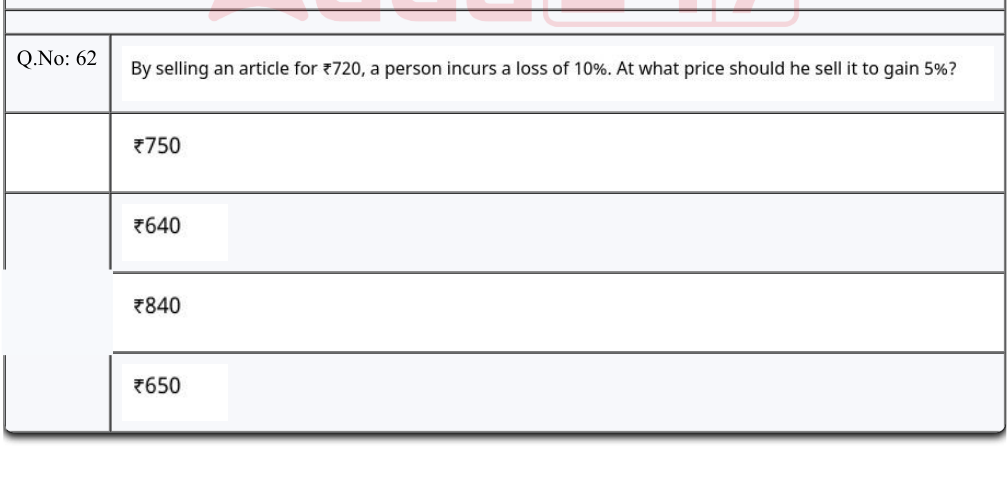 Q.No: 62
By selling an article for ₹720, a person incurs a loss of 10%. At what price should he sell it to gain 5%?
₹750
₹640
₹840
₹650